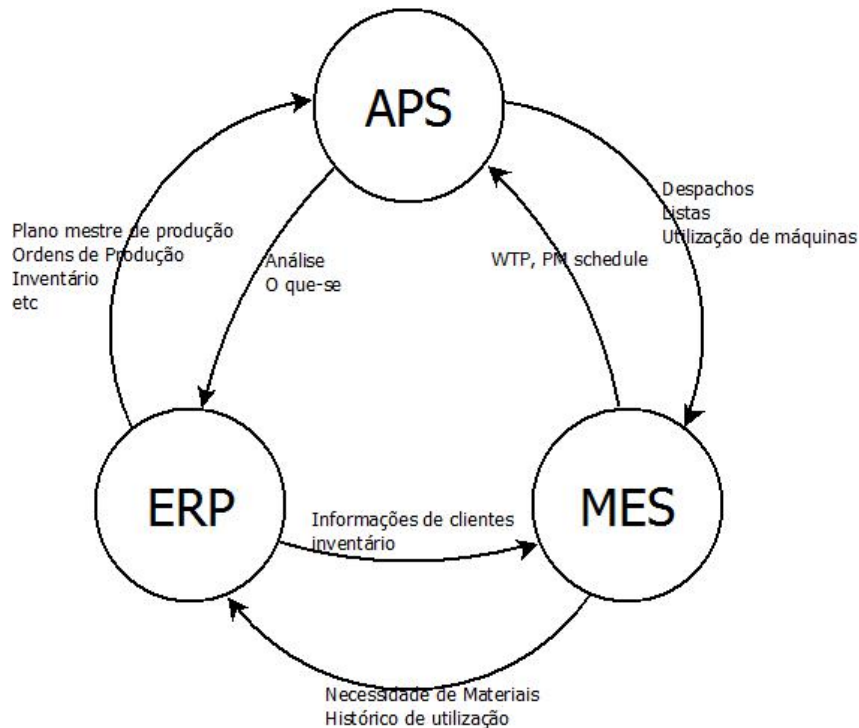 APS
Despachos
Listas
Utilização de máquinas
Plano mestre de produção
Ordens de Produção
Inventário
etc
Análise
O que-se
WTP, PM schedule
ERP
MES
Informações de clientes
inventário
Necessidade de Materiais
Histórico de utilização